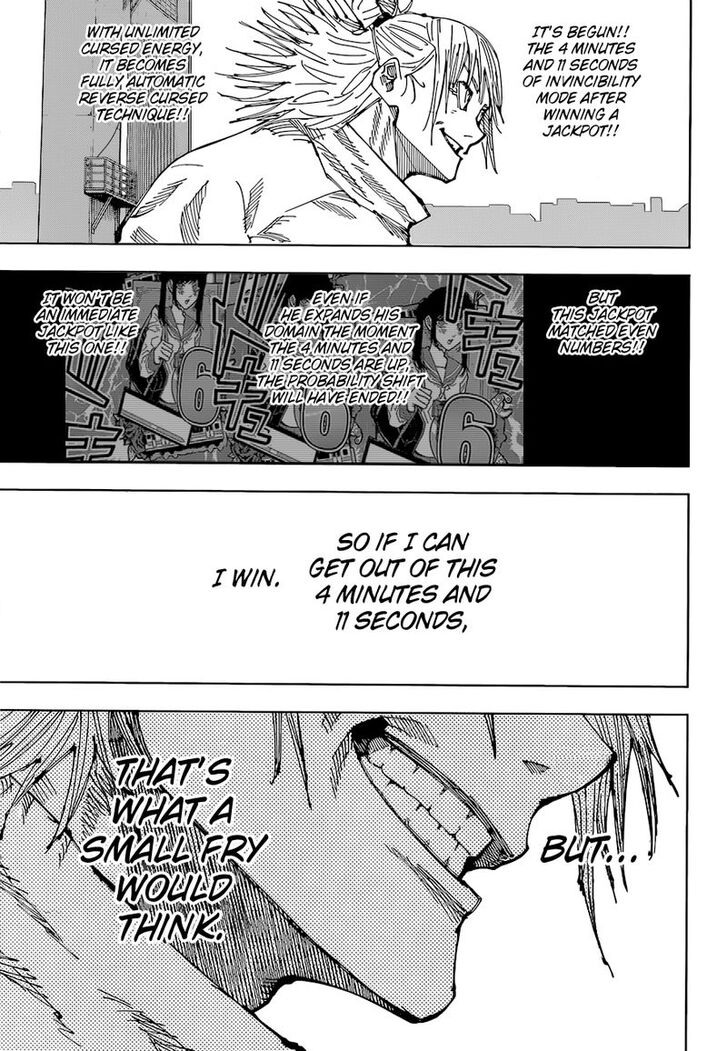 IT'S BEGUN!!
THE 4 MINUTES
AND
11 SECONDS
OF INVINCIBILITY
MODE AFTER
WINNING A
JACKPOT!!
WITH UNLIMITED
CURSED ENERGY,
IT BECOMES
FULLY AUTOMATIC
REVERSE CURSED
TECHNIQUE!!
BUT
THIS JACKPOT
MATCHED EVEN
NUMBERS!!
EVEN IF
HE EXPANDS HIS
DOMAIN THE MOMENT
THE 4 MINUTES AND
11 SECONDS ARE UP,
THE PROBABILITY SHIFT
WILL HAVE ENDED!!
IT WON'T BE
AN IMMEDIATE
JACKPOT LIKE
THIS ONE!!
6
6
6
SO IF I CAN
GET OUT OF THIS
4 MINUTES AND
11 SECONDS,
I WIN.
BUT...
THAT'S
WHAT A
SMALL FRY
WOULD
THINK.